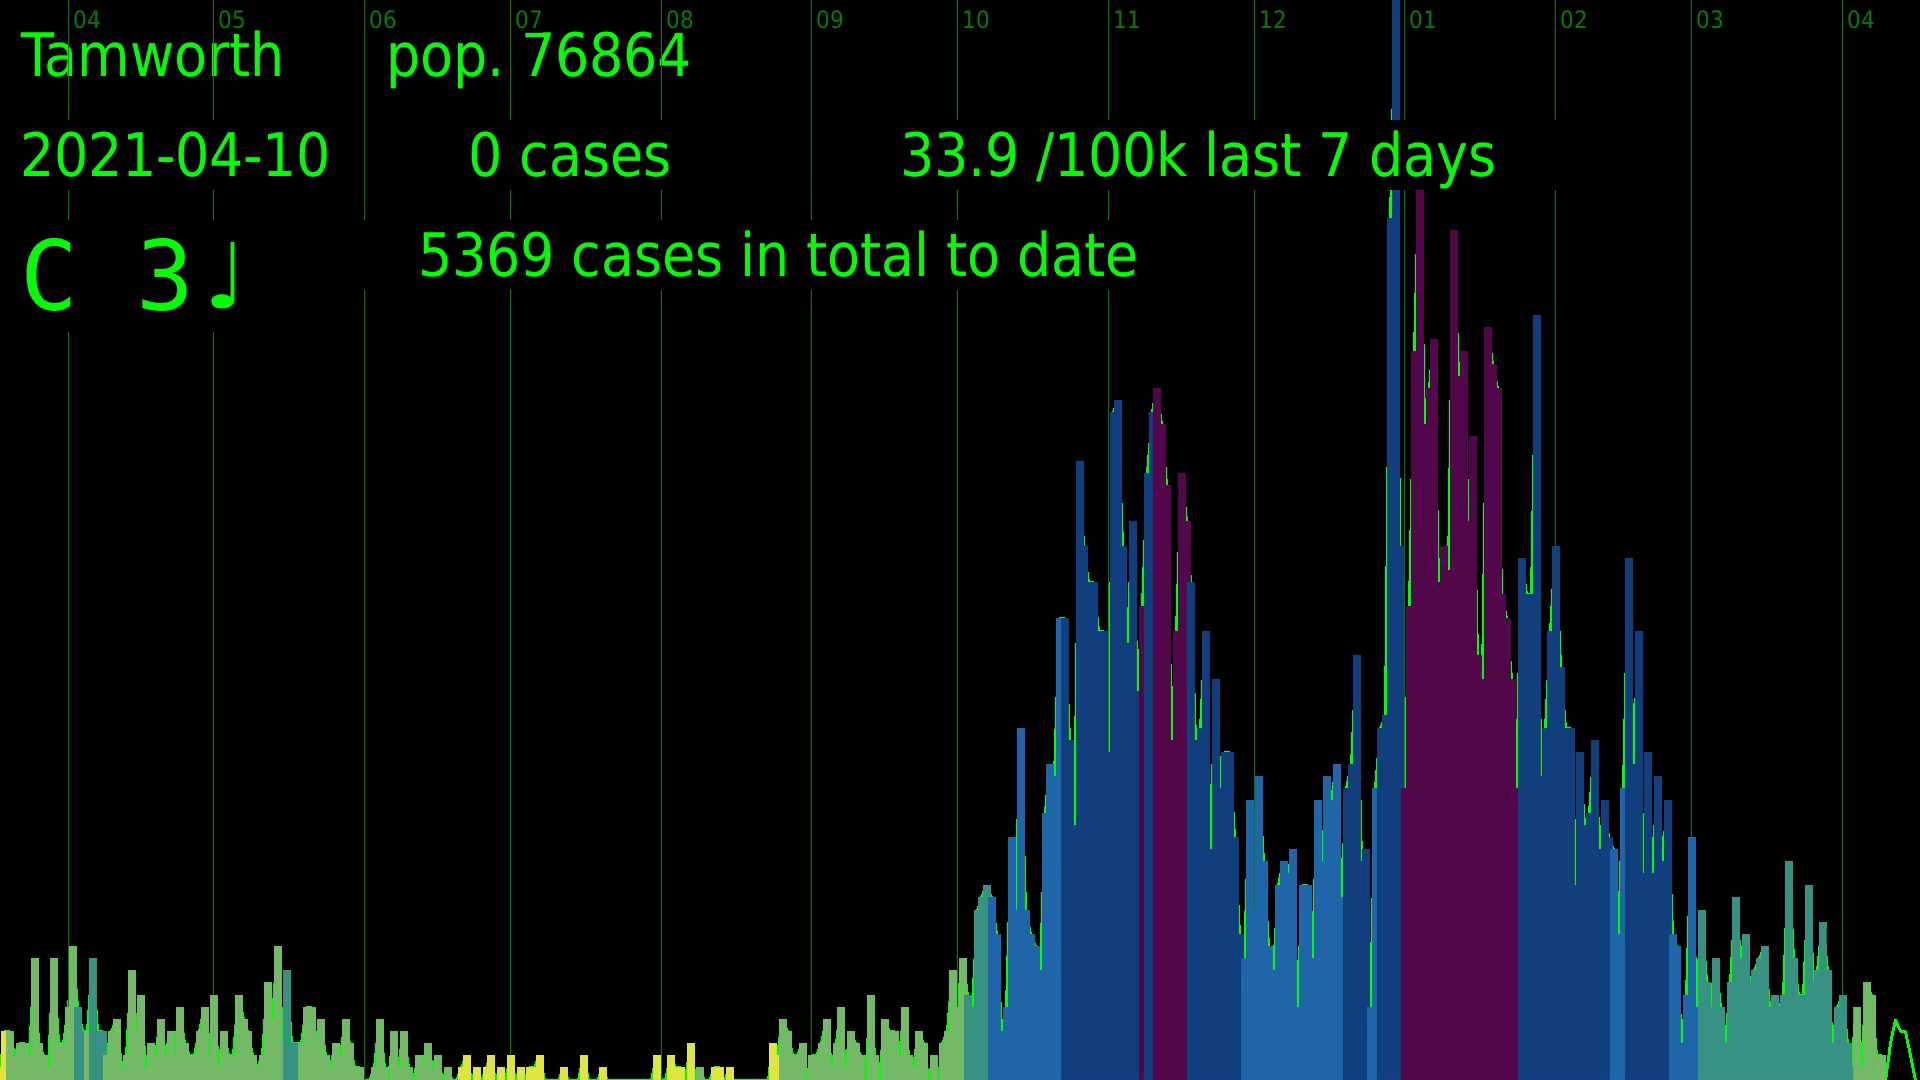 04 05 06 07 08 09 10 11 12 01 02 03 04
Tamworth pop. 76864
2021-04-10 0 cases 33.9 /100k last 7 days
C 3♩ 5369 cases in total to date